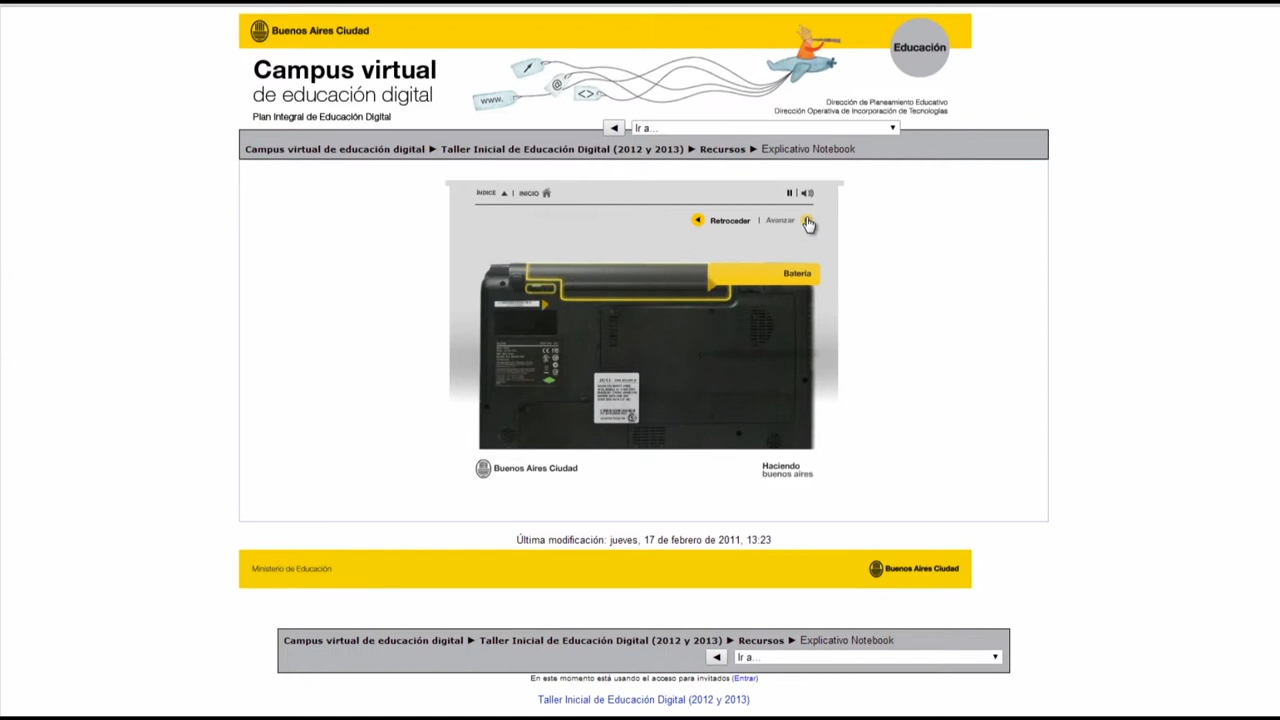 Buenos Aires Ciudad
Educación
Campus virtual
de educación digital
Plan Integral de Educación Digital
www.
@
<>
Dirección de Planeamiento Educativo
Dirección Operativa de Incorporación de Tecnologías
◄ Ir a...
Campus virtual de educación digital ► Taller Inicial de Educación Digital (2012 y 2013) ► Recursos ► Explicativo Notebook
ÍNDICE ▲ | INICIO
Retroceder | Avanzar
Batería
Buenos Aires Ciudad
Haciendo
buenos aires
Última modificación: jueves, 17 de febrero de 2011, 13:23
Ministerio de Educación
Buenos Aires Ciudad
Campus virtual de educación digital ► Taller Inicial de Educación Digital (2012 y 2013) ► Recursos ► Explicativo Notebook
◄ Ir a...
En este momento está usando el acceso para invitados (Entrar)
Taller Inicial de Educación Digital (2012 y 2013)